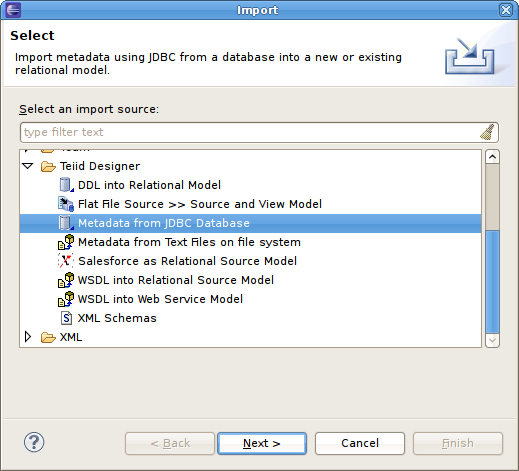 Import
Select
Import metadata using JDBC from a database into a new or existing
relational model.
Select an import source:
type filter text
Teiid Designer
DDL into Relational Model
Flat File Source >> Source and View Model
Metadata from JDBC Database
Metadata from Text Files on file system
Salesforce as Relational Source Model
WSDL into Relational Source Model
WSDL into Web Service Model
XML Schemas
XML
< Back
Next >
Cancel
Finish